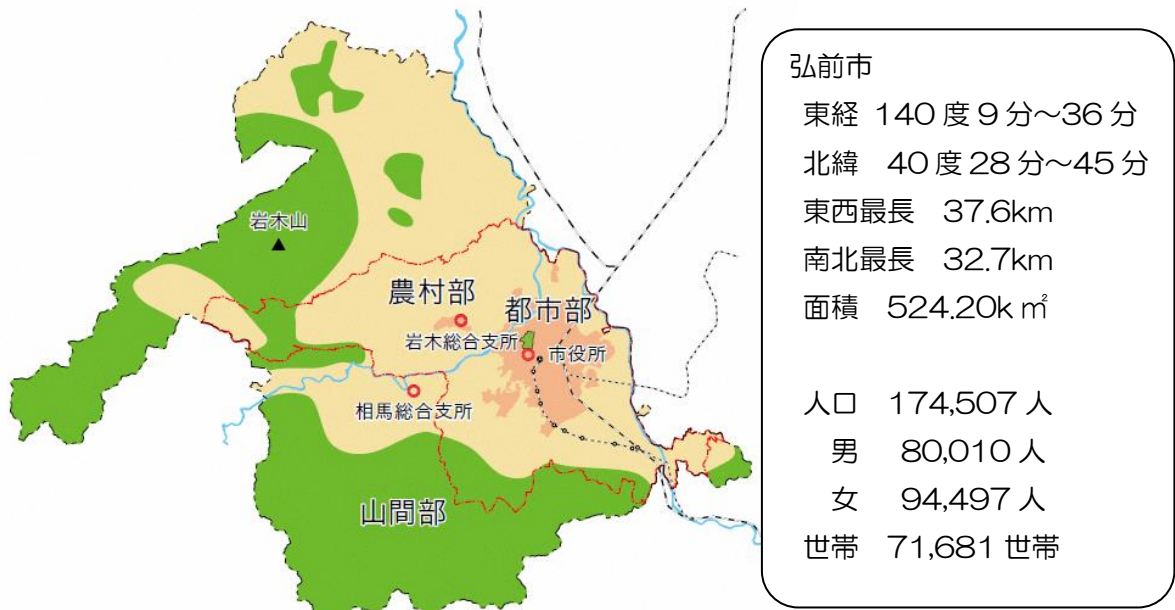 岩木山
農村部
都市部
岩木総合支所
市役所
相馬総合支所
山間部
弘前市
東経 140度9分～36分
北緯 40度28分～45分
東西最長 37.6km
南北最長 32.7km
面積 524.20k㎡
人口 174,507人
男 80,010人
女 94,497人
世帯 71,681世帯